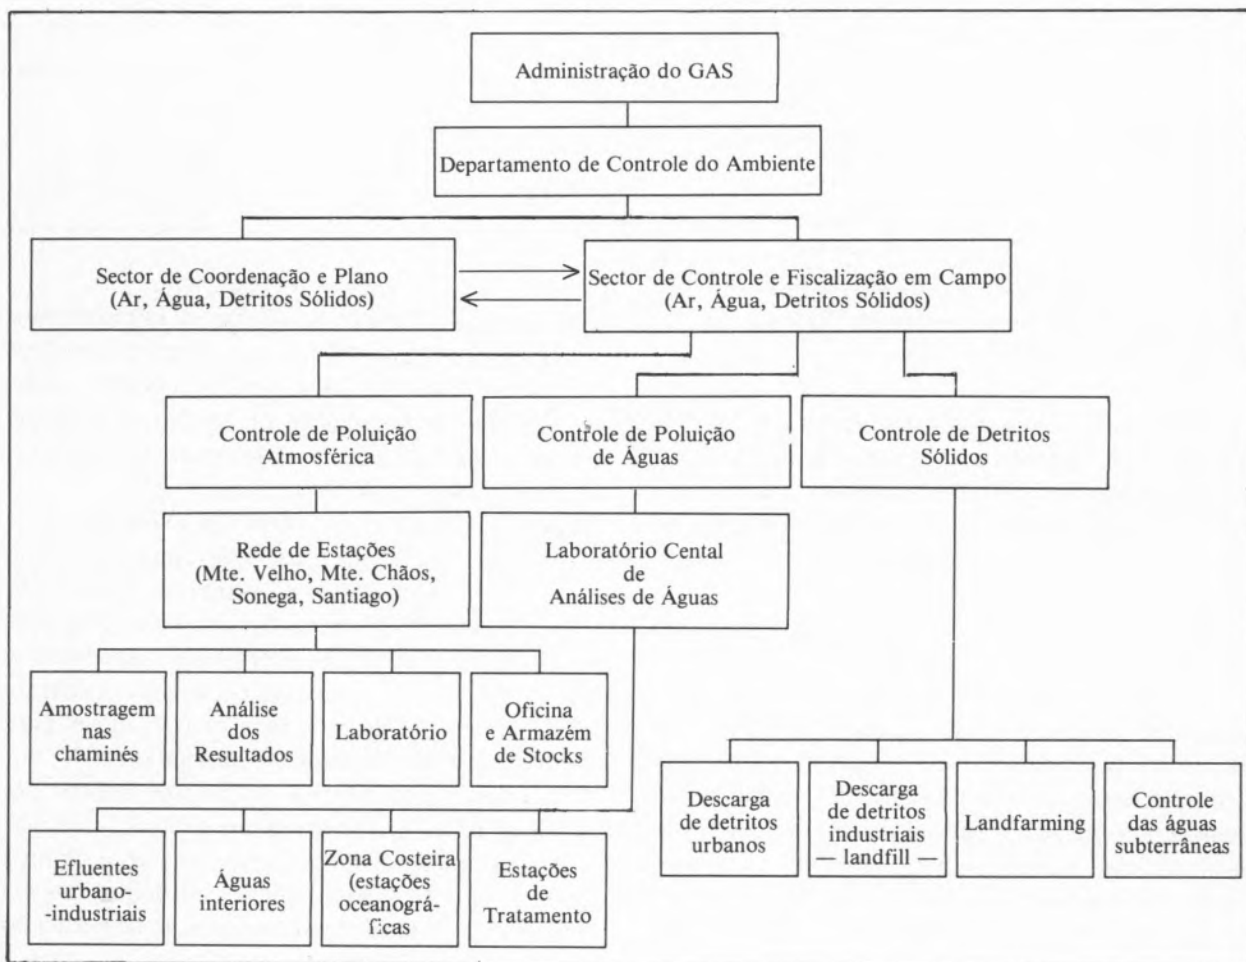 Administração do GAS
Departamento de Controle do Ambiente
Sector de Coordenação e Plano
(Ar, Água, Detritos Sólidos)
Sector de Controle e Fiscalização em Campo
(Ar, Água, Detritos Sólidos)
Controle de Poluição
Atmosférica
Controle de Poluição
de Águas
Controle de Detritos
Sólidos
Rede de Estações
(Mte. Velho, Mte. Chãos,
Sonega, Santiago)
Laboratório Cental
de
Análises de Águas
Amostragem
nas
chaminés
Análise
dos
Resultados
Laboratório
Oficina
e Armazém
de Stocks
Descarga
de detritos
urbanos
Descarga
de detritos
industriais
— landfill —
Landfarming
Controle
das águas
subterrâneas
Efluentes
urbano-
-industriais
Águas
interiores
Zona Costeira
(estações
oceanográ-
ficas
Estações
de
Tratamento